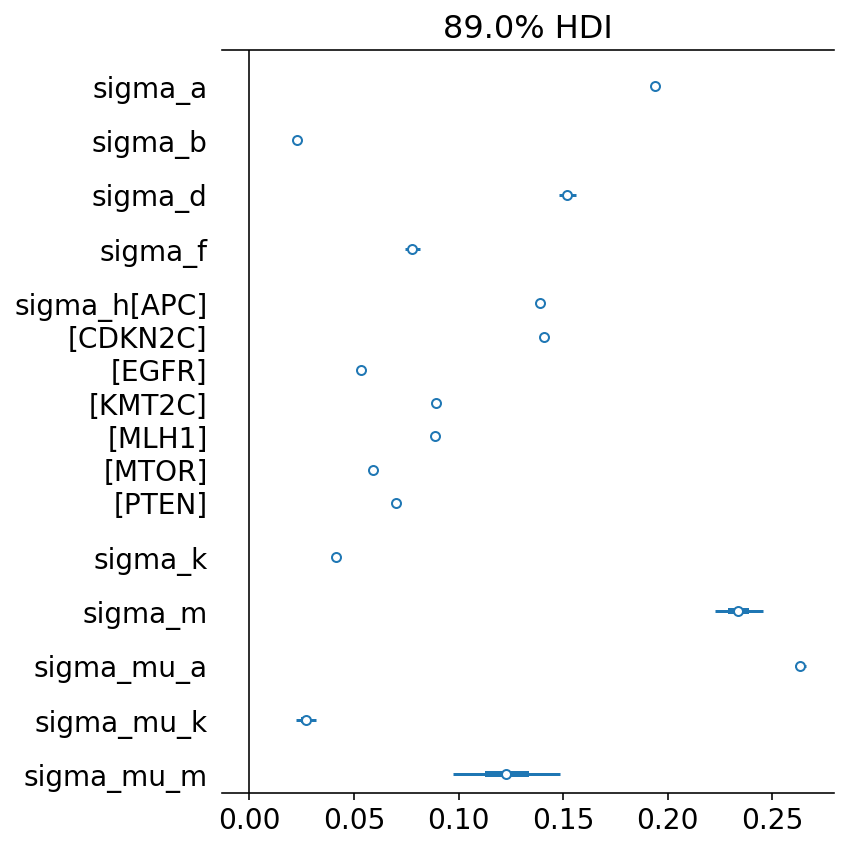 89.0% HDI
sigma_a
sigma_b
sigma_d
sigma_f
sigma_h[APC]
[CDKN2C]
[EGFR]
[KMT2C]
[MLH1]
[MTOR]
[PTEN]
sigma_k
sigma_m
sigma_mu_a
sigma_mu_k
sigma_mu_m
0.00 0.05 0.10 0.15 0.20 0.25